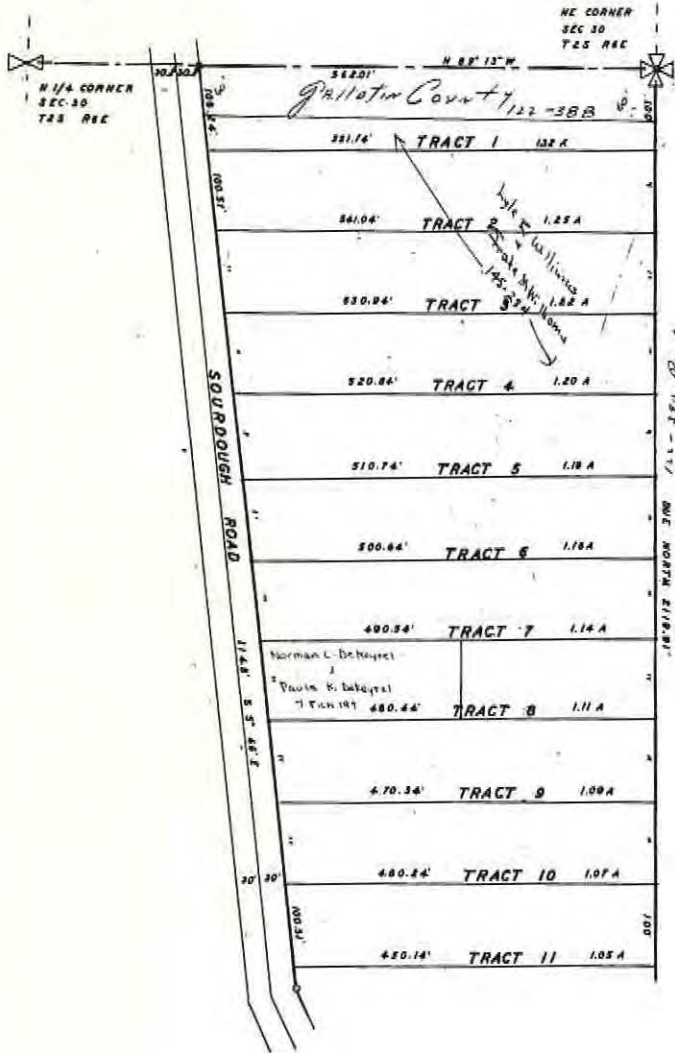 NE CORNER
SEC 30
T2S R6E
N 1/4 CORNER
SEC. 30
T2S R6E
30' 30'
562.01' N 89° 13' W
Gallatin County 122-388
108.24'
100'
551.14' TRACT 1 1.32 A
100.51'
541.04' TRACT 2 1.25 A
Lyle Williams
530.94' TRACT 3 1.22 A
520.84' TRACT 4 1.20 A
SOURDOUGH ROAD
510.74' TRACT 5 1.18 A
500.64' TRACT 6 1.16 A
DUE NORTH
490.54' TRACT 7 1.14 A
Norman L. DeKeyrel
&
Paula K. DeKeyrel
7 Film 197
480.44' TRACT 8 1.11 A
470.34' TRACT 9 1.09 A
30' 30'
460.24' TRACT 10 1.07 A
100.51'
100'
450.14' TRACT 11 1.05 A